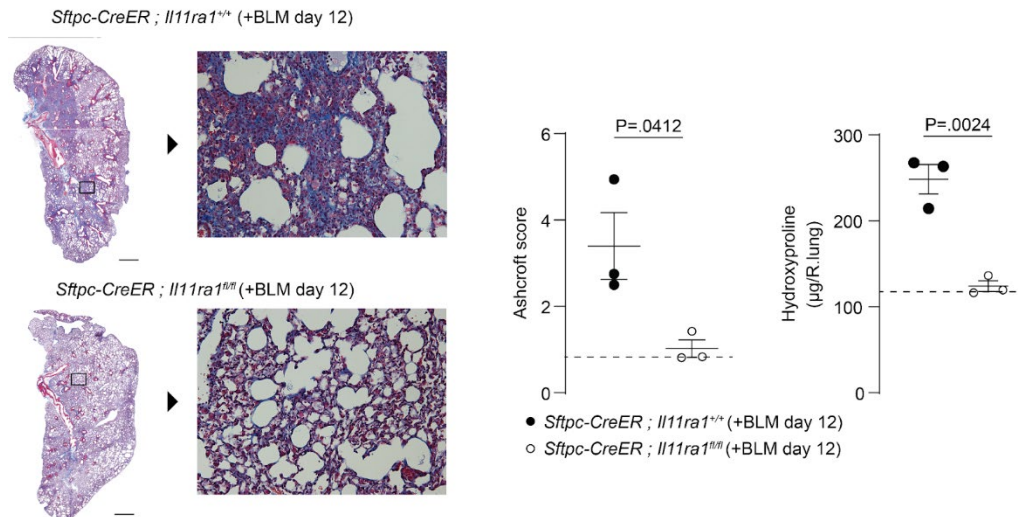 Sftpc-CreER ; Il11ra1+/+ (+BLM day 12)
Sftpc-CreER ; Il11ra1fl/fl (+BLM day 12)
P=.0412
6
4
2
0
Ashcroft score
P=.0024
300
200
100
0
Hydroxyproline
(µg/R.lung)
Sftpc-CreER ; Il11ra1+/+ (+BLM day 12)
Sftpc-CreER ; Il11ra1fl/fl (+BLM day 12)